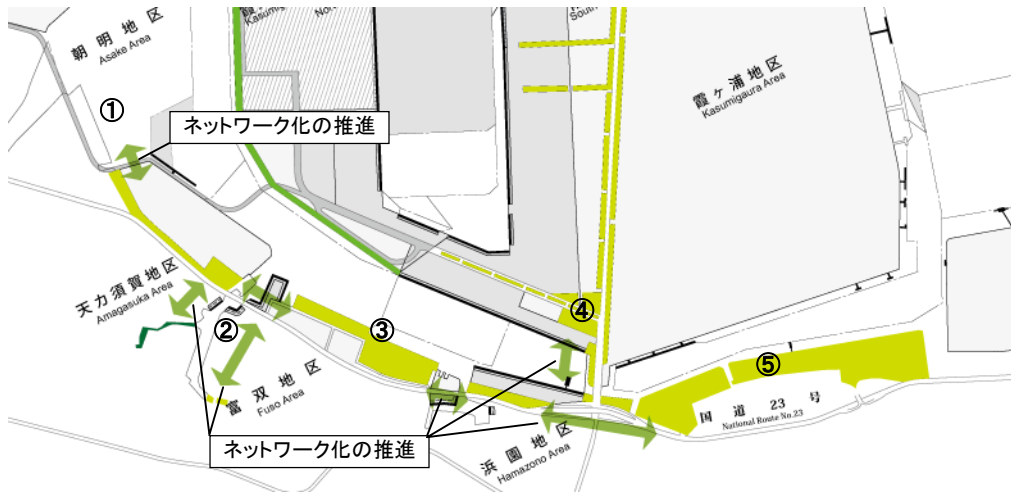 朝明地区
Asake Area
①
ネットワーク化の推進
霞ヶ浦地区
Kasumigaura Area
天カ須賀地区
Amagasuka Area
②
③
④
⑤
富双地区
Fuso Area
国道23号
National Route No.23
ネットワーク化の推進
浜園地区
Hamazono Area